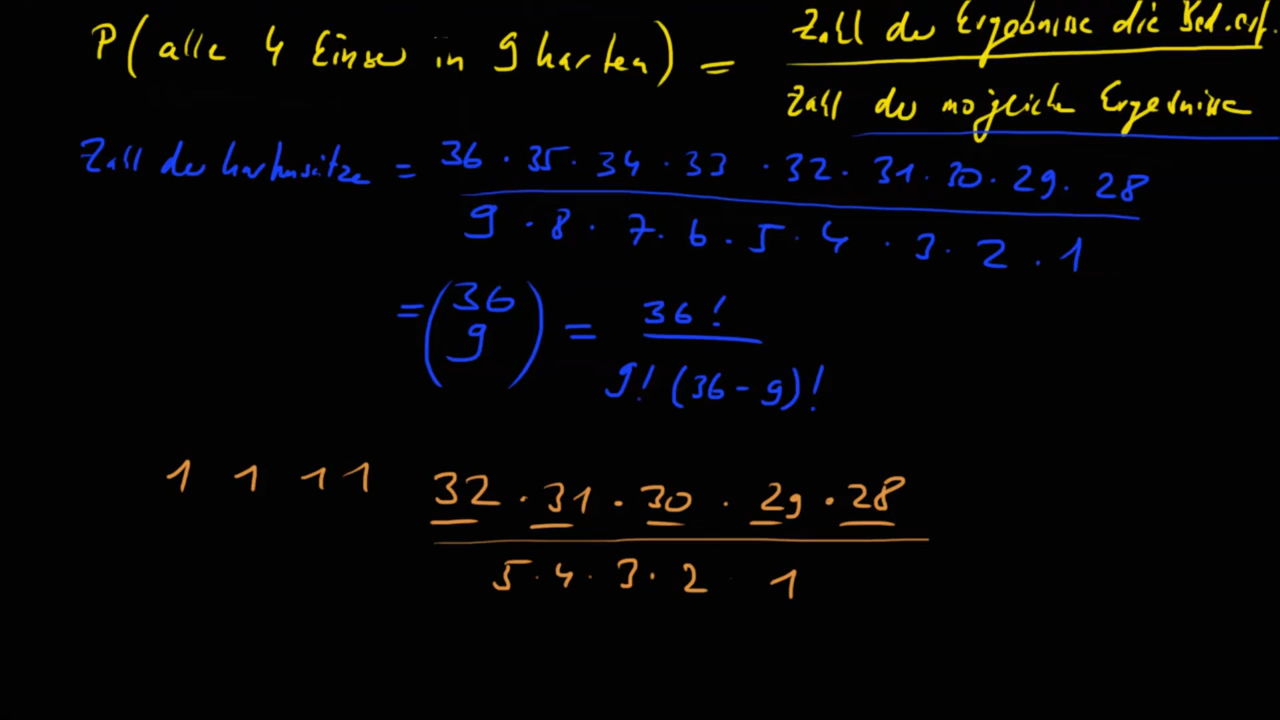 P(alle 4 Einser in 9 Karten) = Zahl der Ergebnisse die Bed. erf. / Zahl der mögliche Ergebnisse
Zahl der Kartensätze = 36 · 35 · 34 · 33 · 32 · 31 · 30 · 29 · 28 / 9 · 8 · 7 · 6 · 5 · 4 · 3 · 2 · 1
= (36 9) = 36! / 9! (36 - 9)!
1 1 1 1 32 · 31 · 30 · 29 · 28 / 5 · 4 · 3 · 2 1